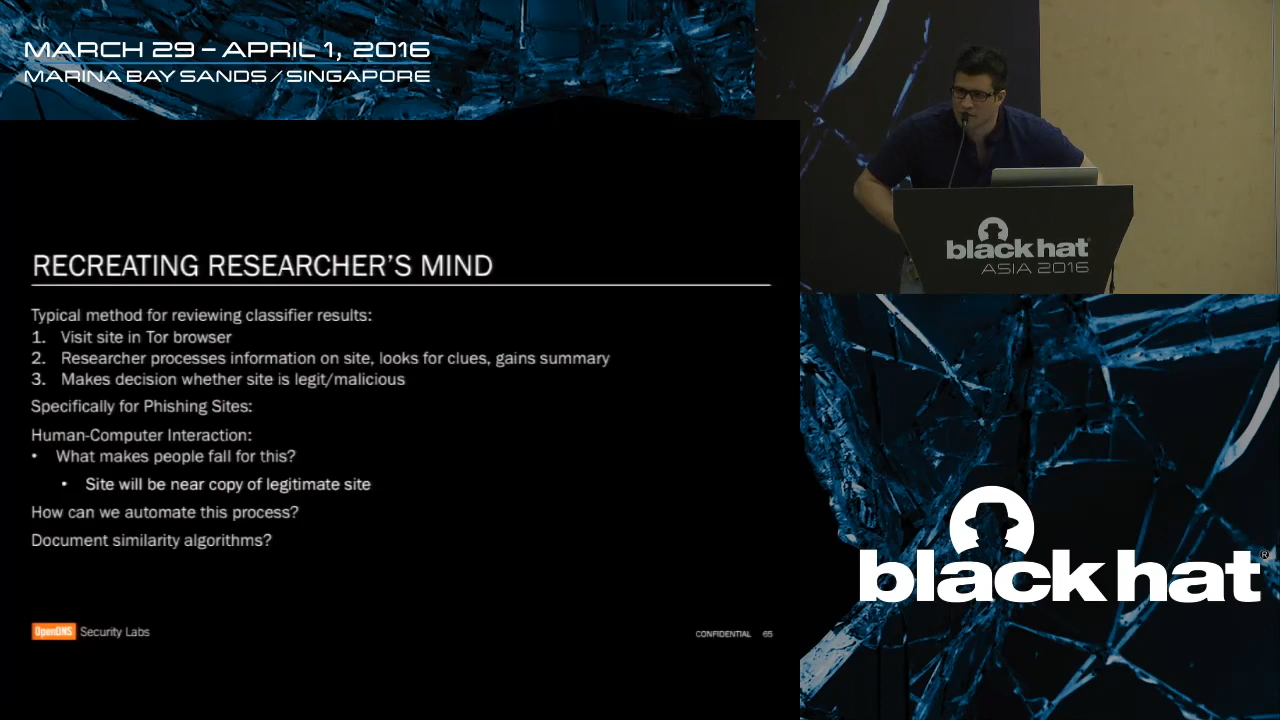 MARCH 29 – APRIL 1, 2016
MARINA BAY SANDS / SINGAPORE
RECREATING RESEARCHER'S MIND
Typical method for reviewing classifier results:
1. Visit site in Tor browser
2. Researcher processes information on site, looks for clues, gains summary
3. Makes decision whether site is legit/malicious
Specifically for Phishing Sites:
Human-Computer Interaction:
• What makes people fall for this?
• Site will be near copy of legitimate site
How can we automate this process?
Document similarity algorithms?
OpenDNS Security Labs
CONFIDENTIAL 65
black hat
ASIA 2016
black hat®